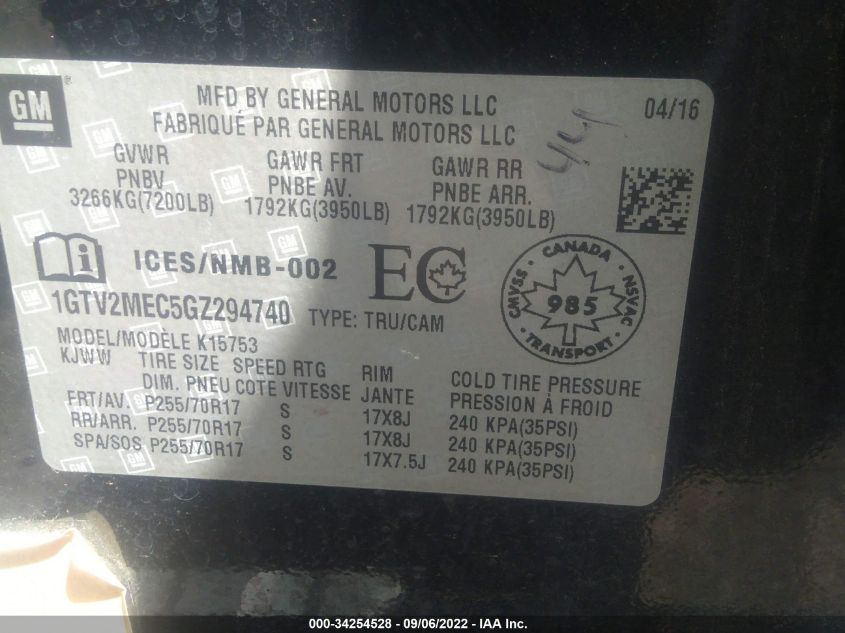 GM
MFD BY GENERAL MOTORS LLC
04/16
FABRIQUÉ PAR GENERAL MOTORS LLC
GVWR GAWR FRT GAWR RR
PNBV PNBE AV. PNBE ARR.
3266KG(7200LB) 1792KG(3950LB) 1792KG(3950LB)
ICES/NMB-002
EC
CANADA
CMVSS
NSVAC
985
TRANSPORT
1GTV2MEC5GZ294740 TYPE: TRU/CAM
MODEL/MODÈLE K15753
KJWW TIRE SIZE SPEED RTG RIM COLD TIRE PRESSURE
DIM. PNEU COTE VITESSE JANTE PRESSION À FROID
FRT/AV. P255/70R17 S 17X8J 240 KPA(35PSI)
RR/ARR. P255/70R17 S 17X8J 240 KPA(35PSI)
SPA/SOS P255/70R17 S 17X7.5J 240 KPA(35PSI)
000-34254528 - 09/06/2022 - IAA Inc.